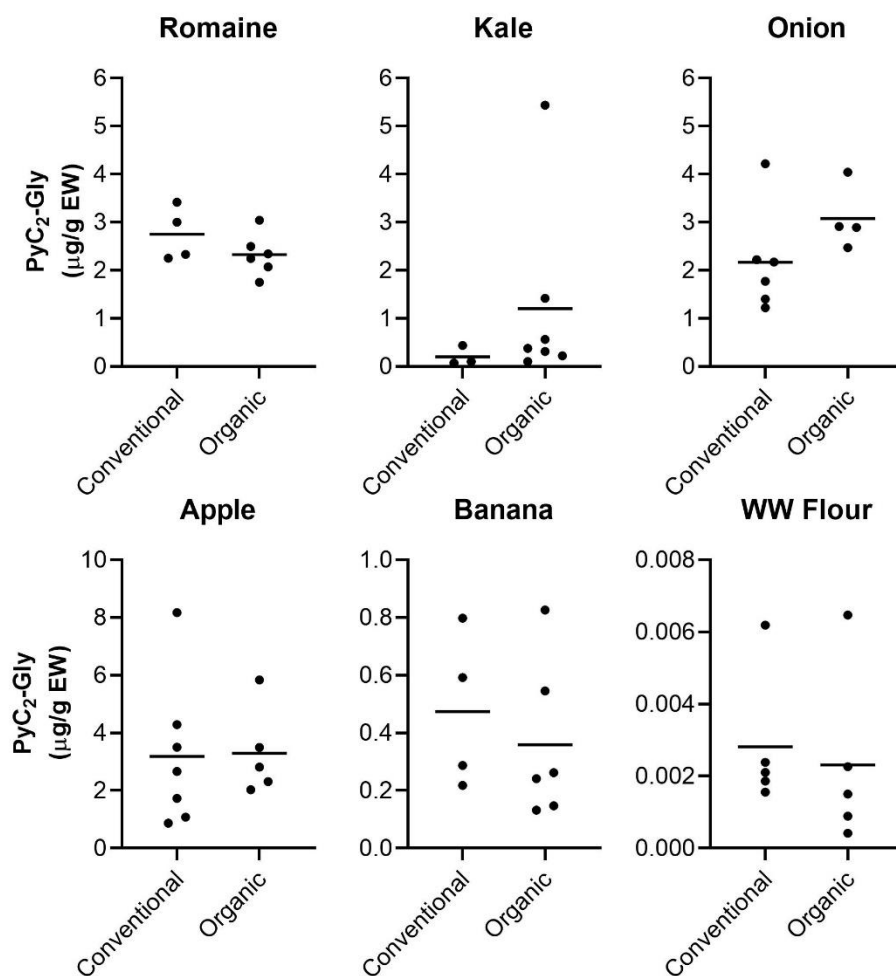 Romaine
Kale
Onion
PyC₂-Gly
(µg/g EW)
6
5
4
3
2
1
0
Conventional
Organic
6
5
4
3
2
1
0
Conventional
Organic
6
5
4
3
2
1
0
Conventional
Organic
Apple
Banana
WW Flour
PyC₂-Gly
(µg/g EW)
10
8
6
4
2
0
Conventional
Organic
1.0
0.8
0.6
0.4
0.2
0.0
Conventional
Organic
0.008
0.006
0.004
0.002
0.000
Conventional
Organic